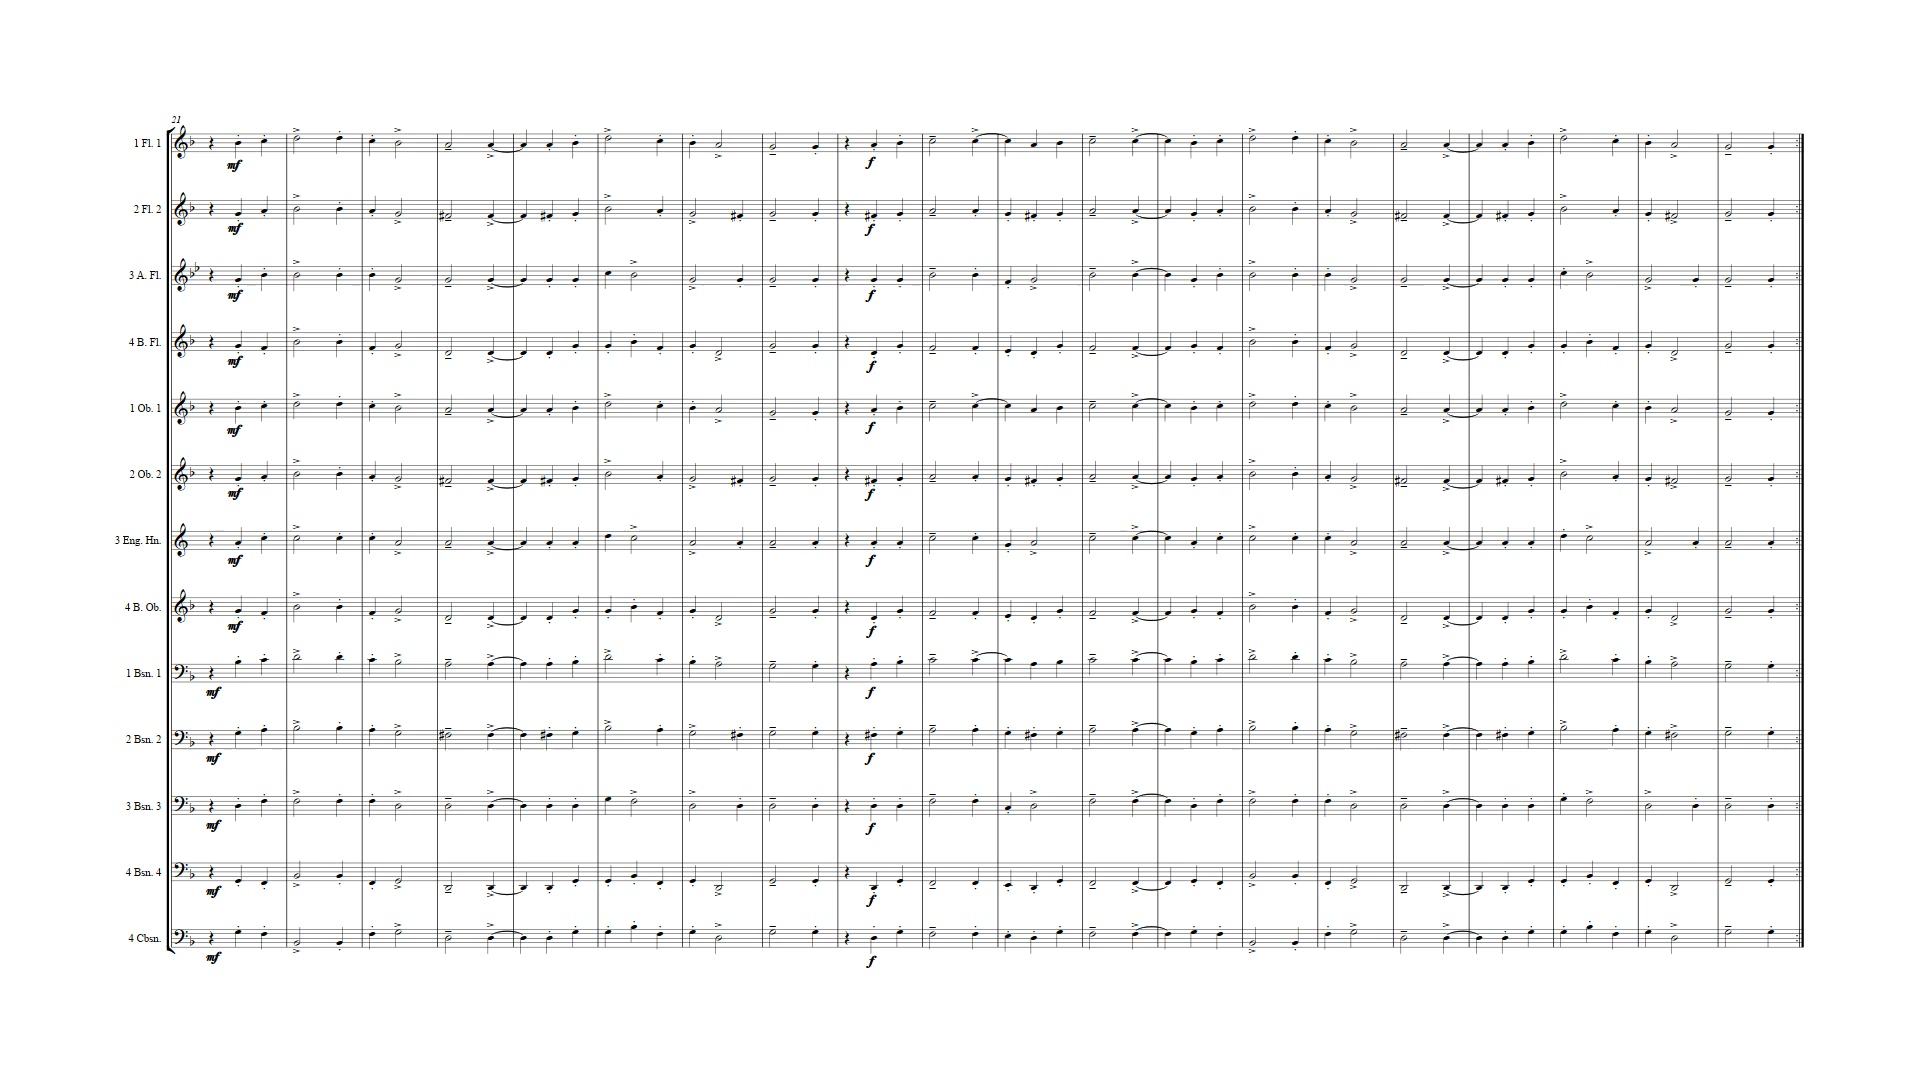 21
1 Fl. 1
mf
f
2 Fl. 2
mf
f
3 A. Fl.
mf
f
4 B. Fl.
mf
f
1 Ob. 1
mf
f
2 Ob. 2
mf
f
3 Eng. Hn.
mf
f
4 B. Ob.
mf
f
1 Bsn. 1
mf
f
2 Bsn. 2
mf
f
3 Bsn. 3
mf
f
4 Bsn. 4
mf
f
4 Cbsn.
mf
f